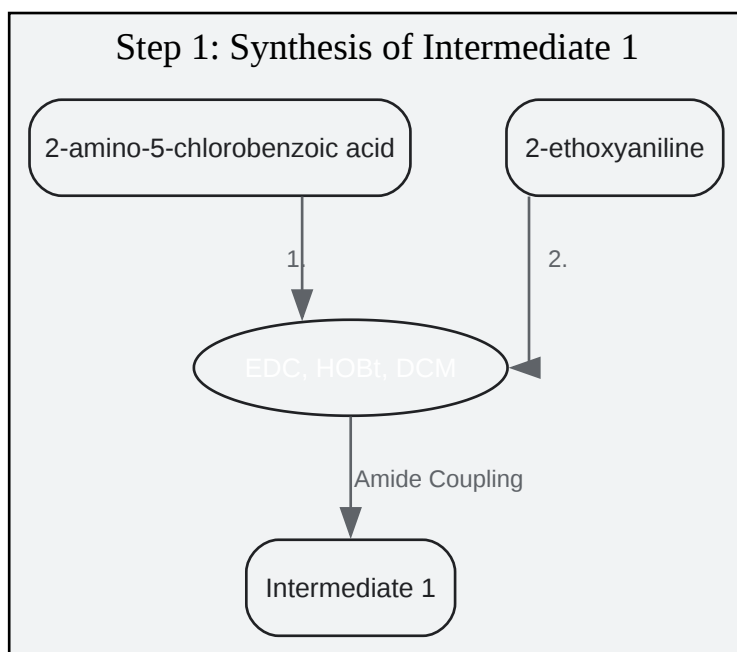 Step 1: Synthesis of Intermediate 1
2-amino-5-chlorobenzoic acid
2-ethoxyaniline
1.
2.
EDC, HOBt, DCM
Amide Coupling
Intermediate 1